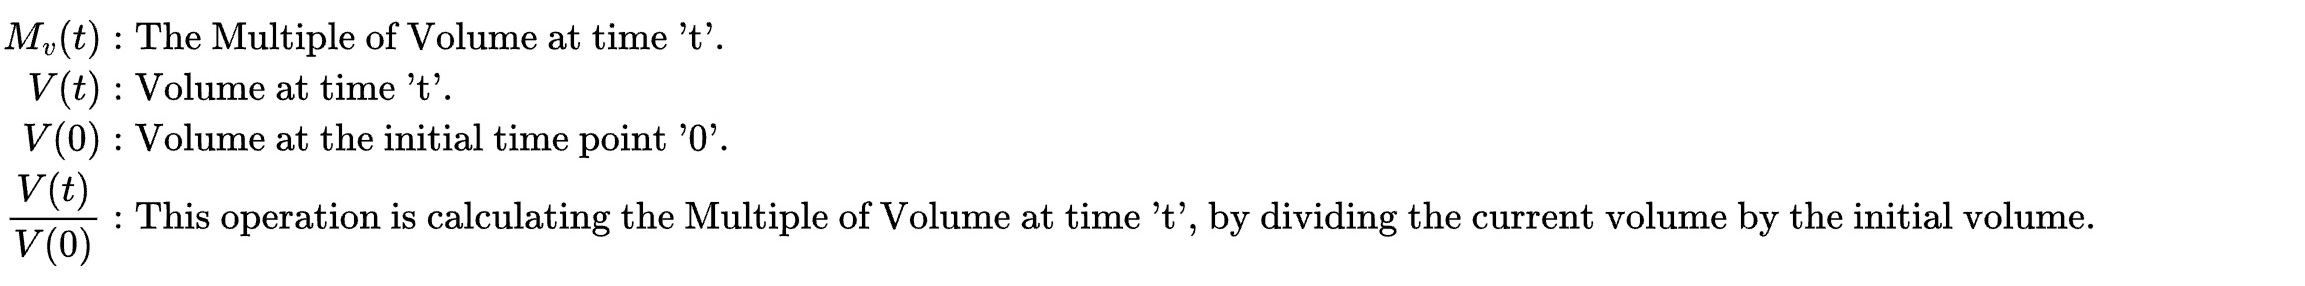 M_v(t) : The Multiple of Volume at time ’t’.
V(t) : Volume at time ’t’.
V(0) : Volume at the initial time point ’0’.
V(t)/V(0) : This operation is calculating the Multiple of Volume at time ’t’, by dividing the current volume by the initial volume.